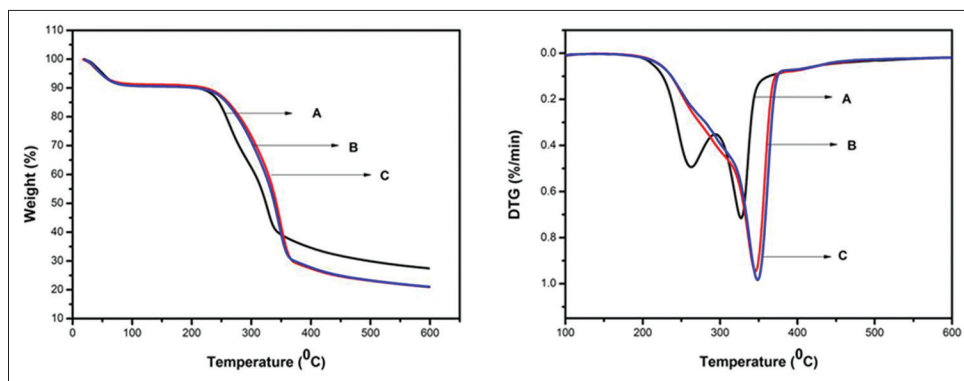 110
100
90
80
70
60
50
40
30
20
10
Weight (%)
A
B
C
0 100 200 300 400 500 600
Temperature (⁰C)
0.0
0.2
0.4
0.6
0.8
1.0
DTG (%/min)
A
B
C
100 200 300 400 500 600
Temperature (⁰C)